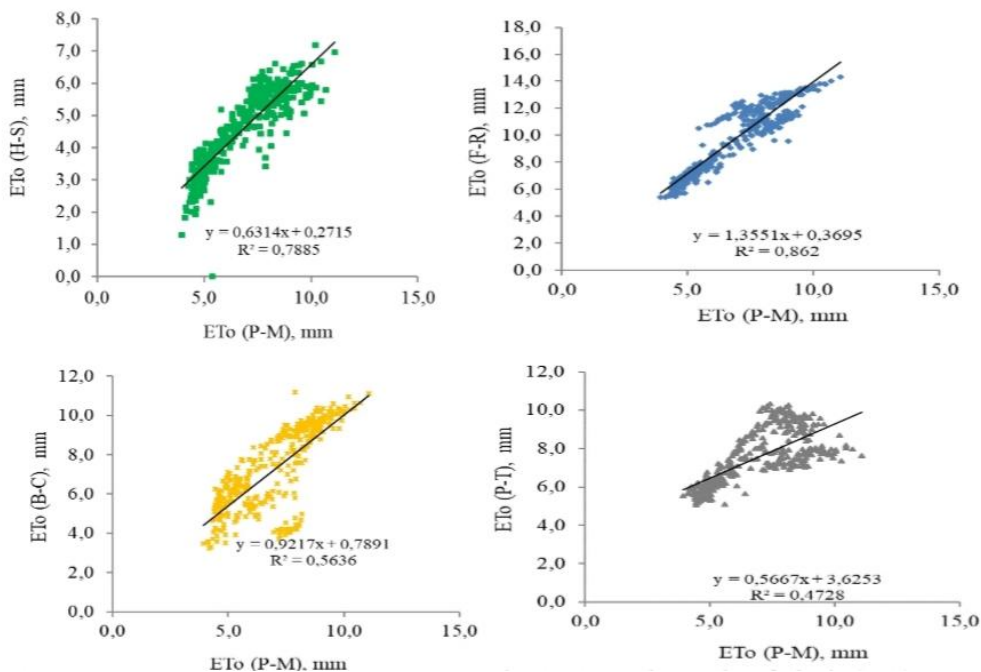 8,0
7,0
6,0
5,0
4,0
3,0
2,0
1,0
0,0
ETo (H-S), mm
y = 0,6314x + 0,2715
R² = 0,7885
0,0 5,0 10,0 15,0
ETo (P-M), mm
18,0
16,0
14,0
12,0
10,0
8,0
6,0
4,0
2,0
0,0
ETo (F-R), mm
y = 1,3551x + 0,3695
R² = 0,862
0,0 5,0 10,0 15,0
ETo (P-M), mm
12,0
10,0
8,0
6,0
4,0
2,0
0,0
ETo (B-C), mm
y = 0,9217x + 0,7891
R² = 0,5636
0,0 5,0 10,0 15,0
ETo (P-M), mm
12,0
10,0
8,0
6,0
4,0
2,0
0,0
ETo (P-T), mm
y = 0,5667x + 3,6253
R² = 0,4728
0,0 5,0 10,0 15,0
ETo (P-M), mm